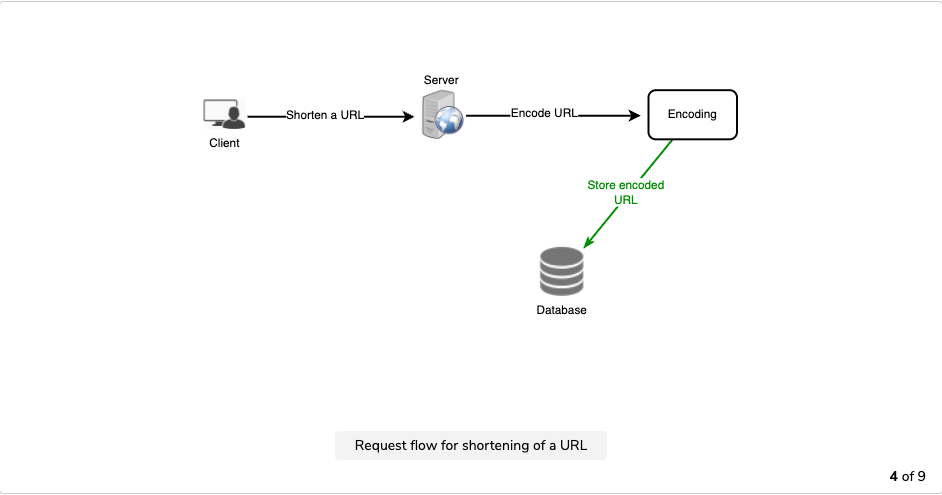 Server
Shorten a URL
Encode URL
Encoding
Client
Store encoded
URL
Database
Request flow for shortening of a URL
4 of 9